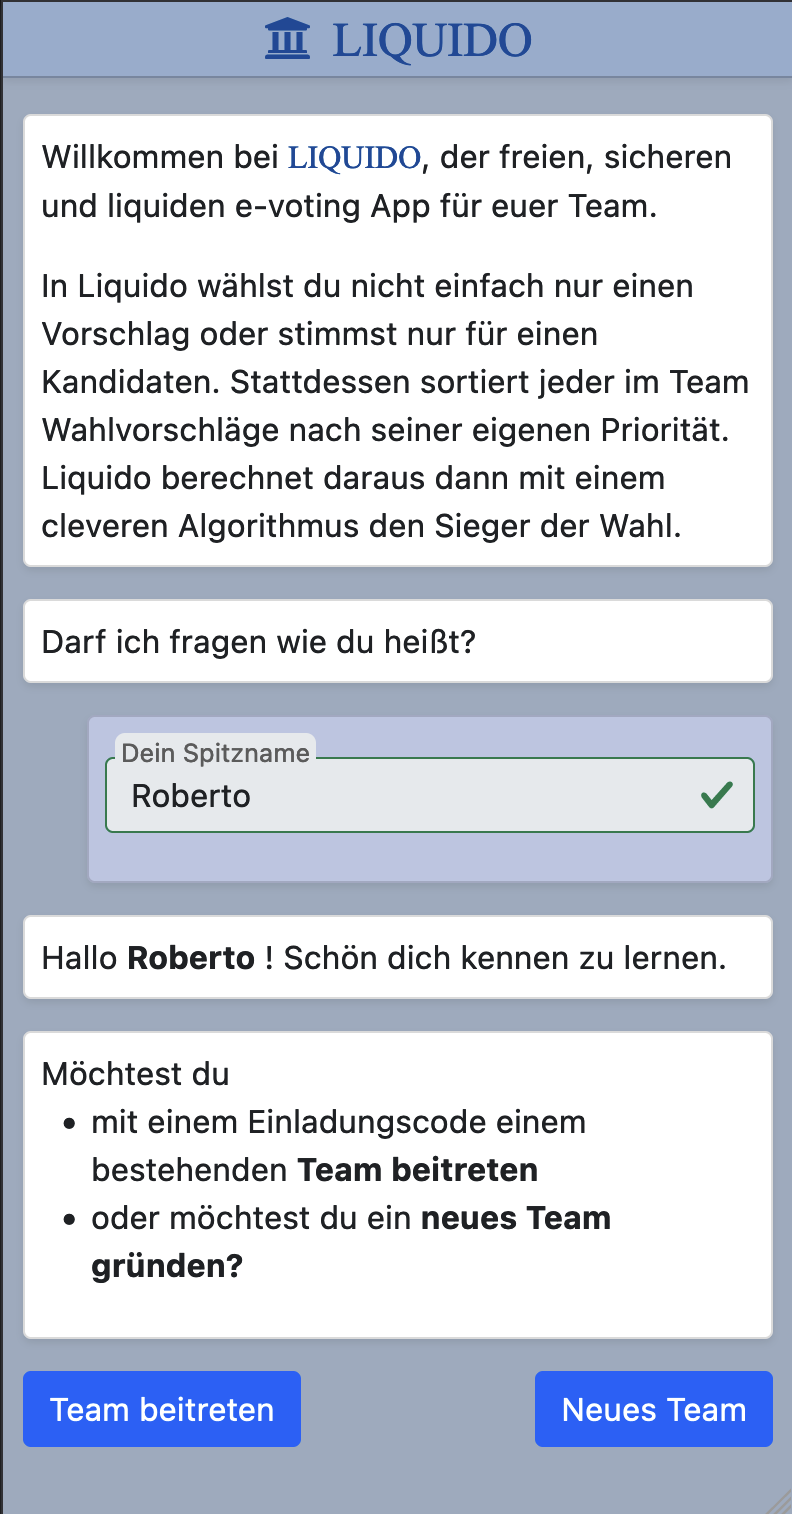 LIQUIDO
Willkommen bei LIQUIDO, der freien, sicheren
und liquiden e-voting App für euer Team.
In Liquido wählst du nicht einfach nur einen
Vorschlag oder stimmst nur für einen
Kandidaten. Stattdessen sortiert jeder im Team
Wahlvorschläge nach seiner eigenen Priorität.
Liquido berechnet daraus dann mit einem
cleveren Algorithmus den Sieger der Wahl.
Darf ich fragen wie du heißt?
Dein Spitzname
Roberto
Hallo Roberto ! Schön dich kennen zu lernen.
Möchtest du
• mit einem Einladungscode einem
bestehenden Team beitreten
• oder möchtest du ein neues Team
gründen?
Team beitreten
Neues Team